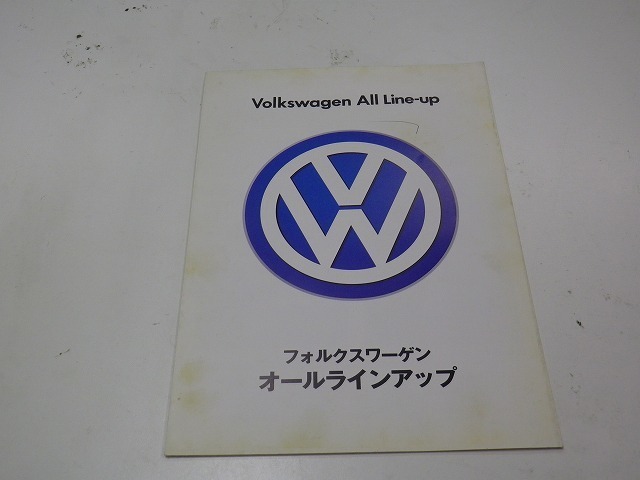 Volkswagen All Line-up
フォルクスワーゲン
オールラインアップ